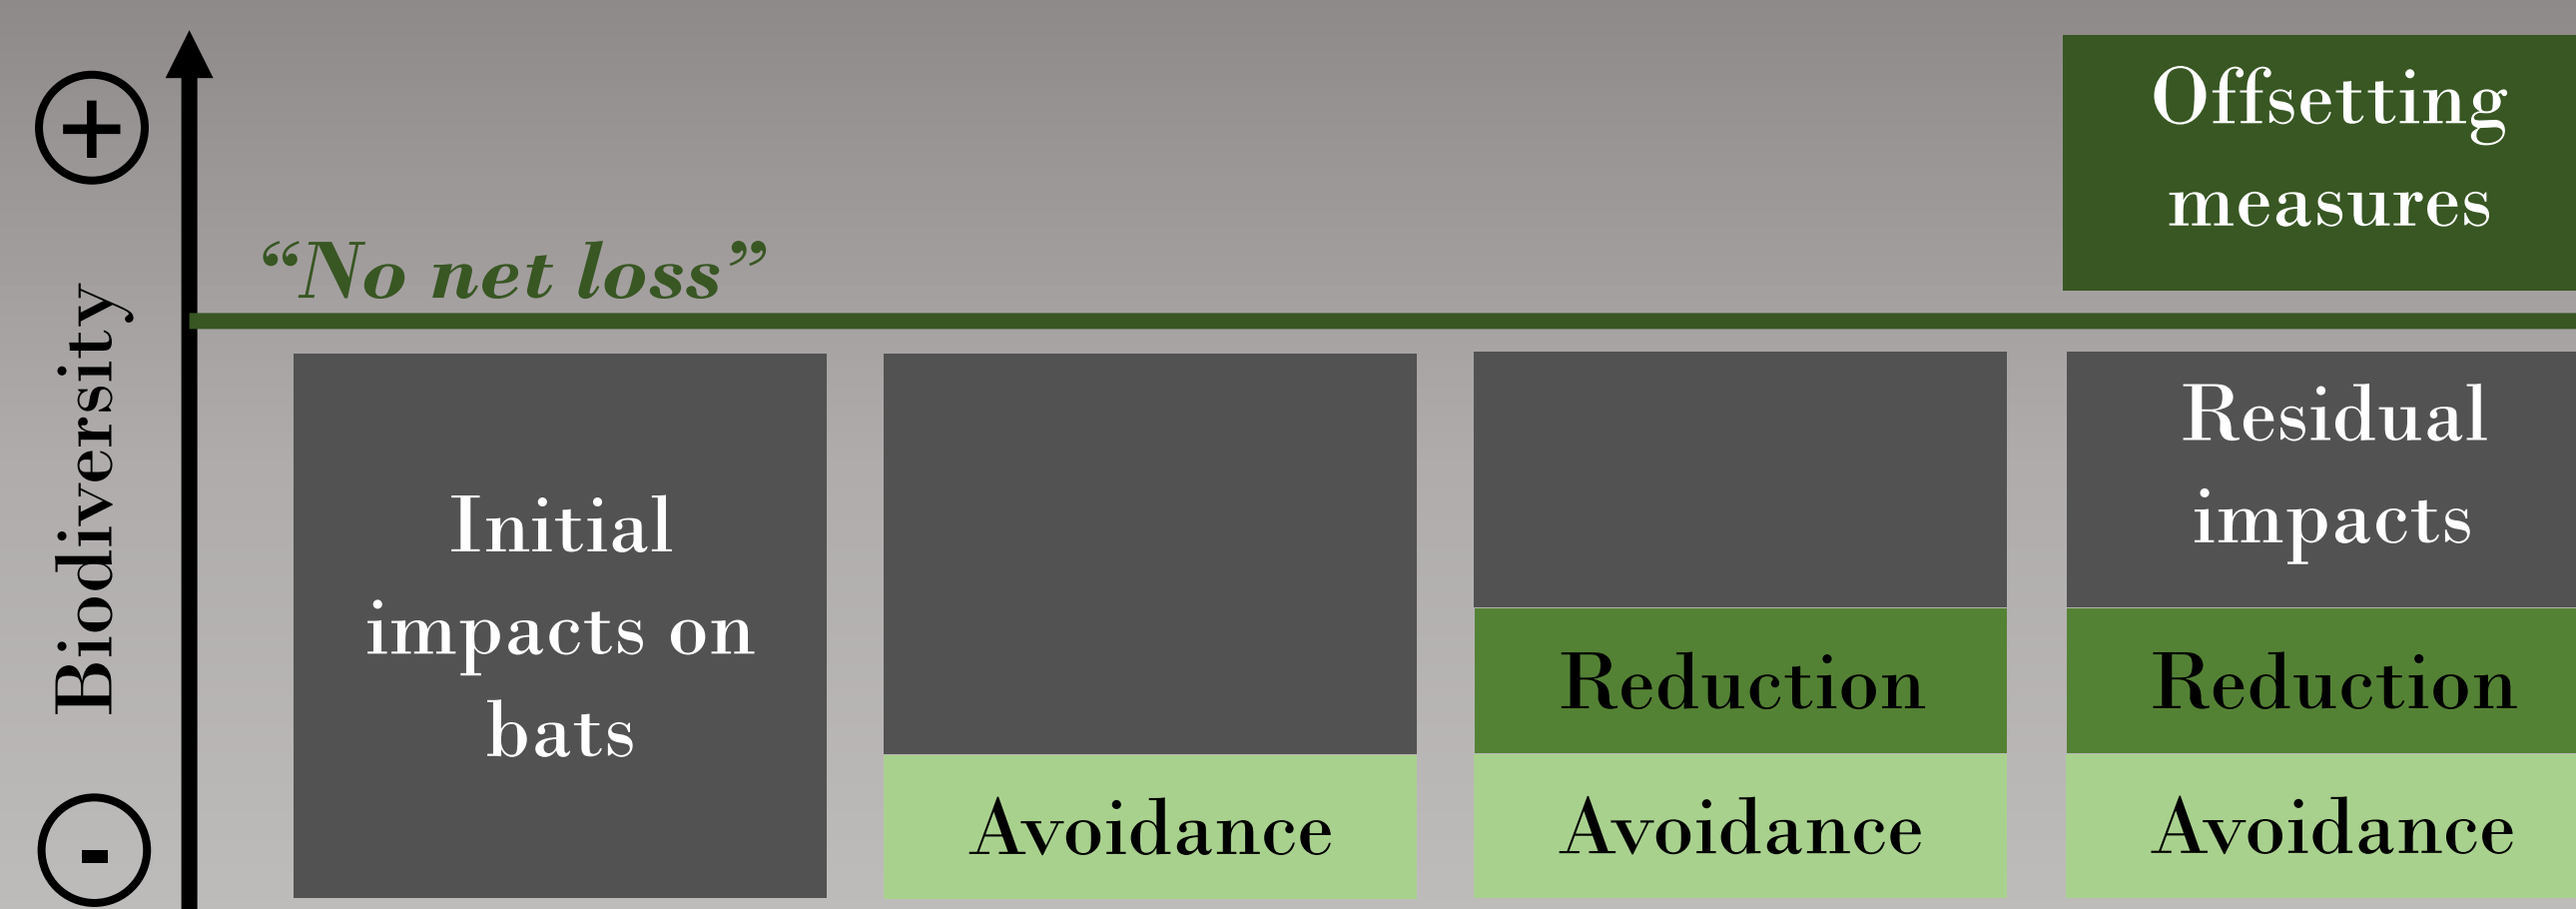 +
Biodiversity
-
“No net loss”
Initial
impacts on
bats
Avoidance
Reduction
Avoidance
Offsetting
measures
Residual
impacts
Reduction
Avoidance